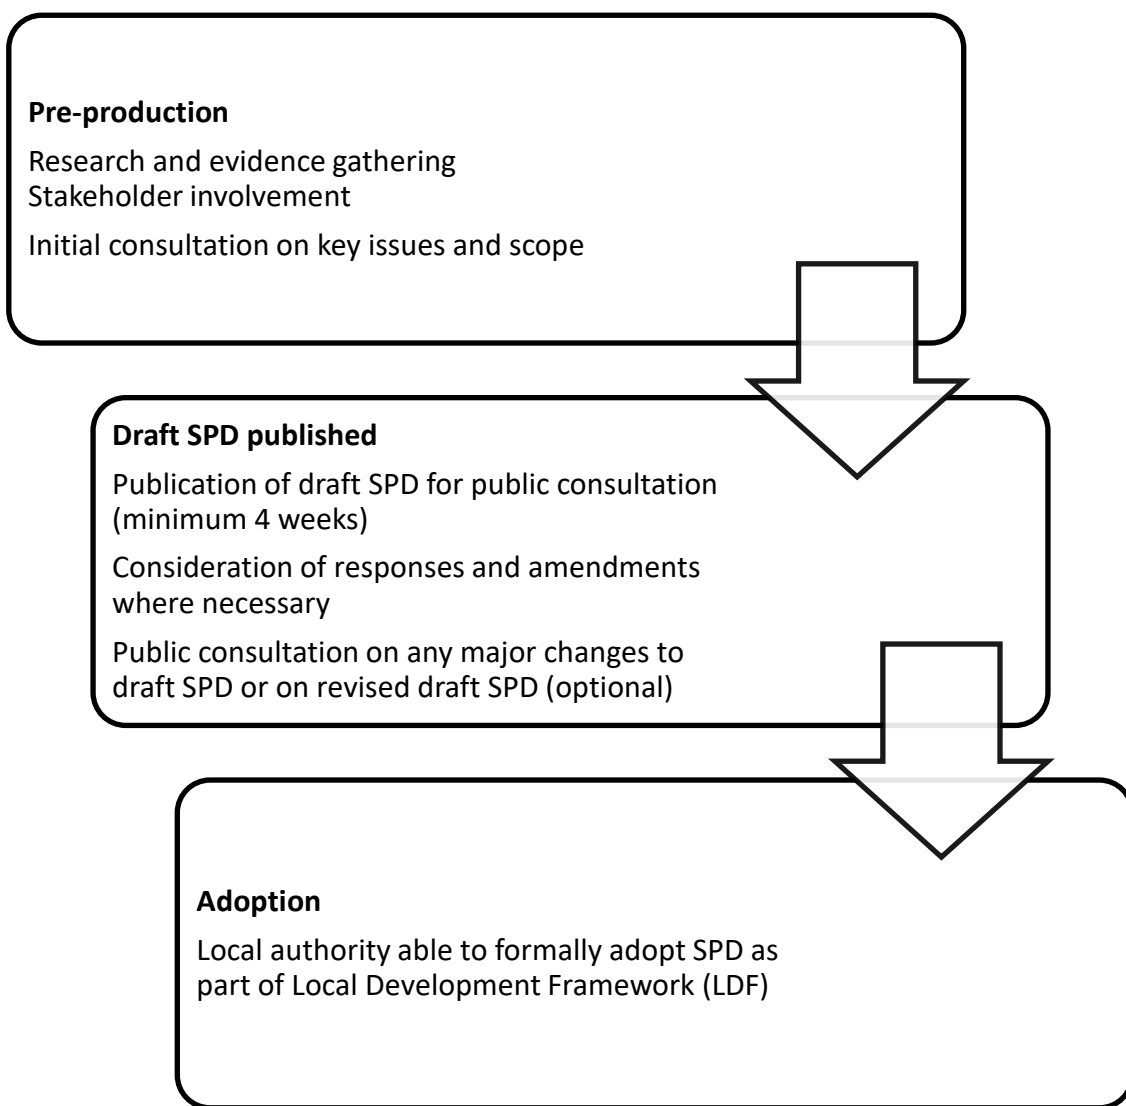 Pre-production
Research and evidence gathering
Stakeholder involvement
Initial consultation on key issues and scope
Draft SPD published
Publication of draft SPD for public consultation
(minimum 4 weeks)
Consideration of responses and amendments
where necessary
Public consultation on any major changes to
draft SPD or on revised draft SPD (optional)
Adoption
Local authority able to formally adopt SPD as
part of Local Development Framework (LDF)